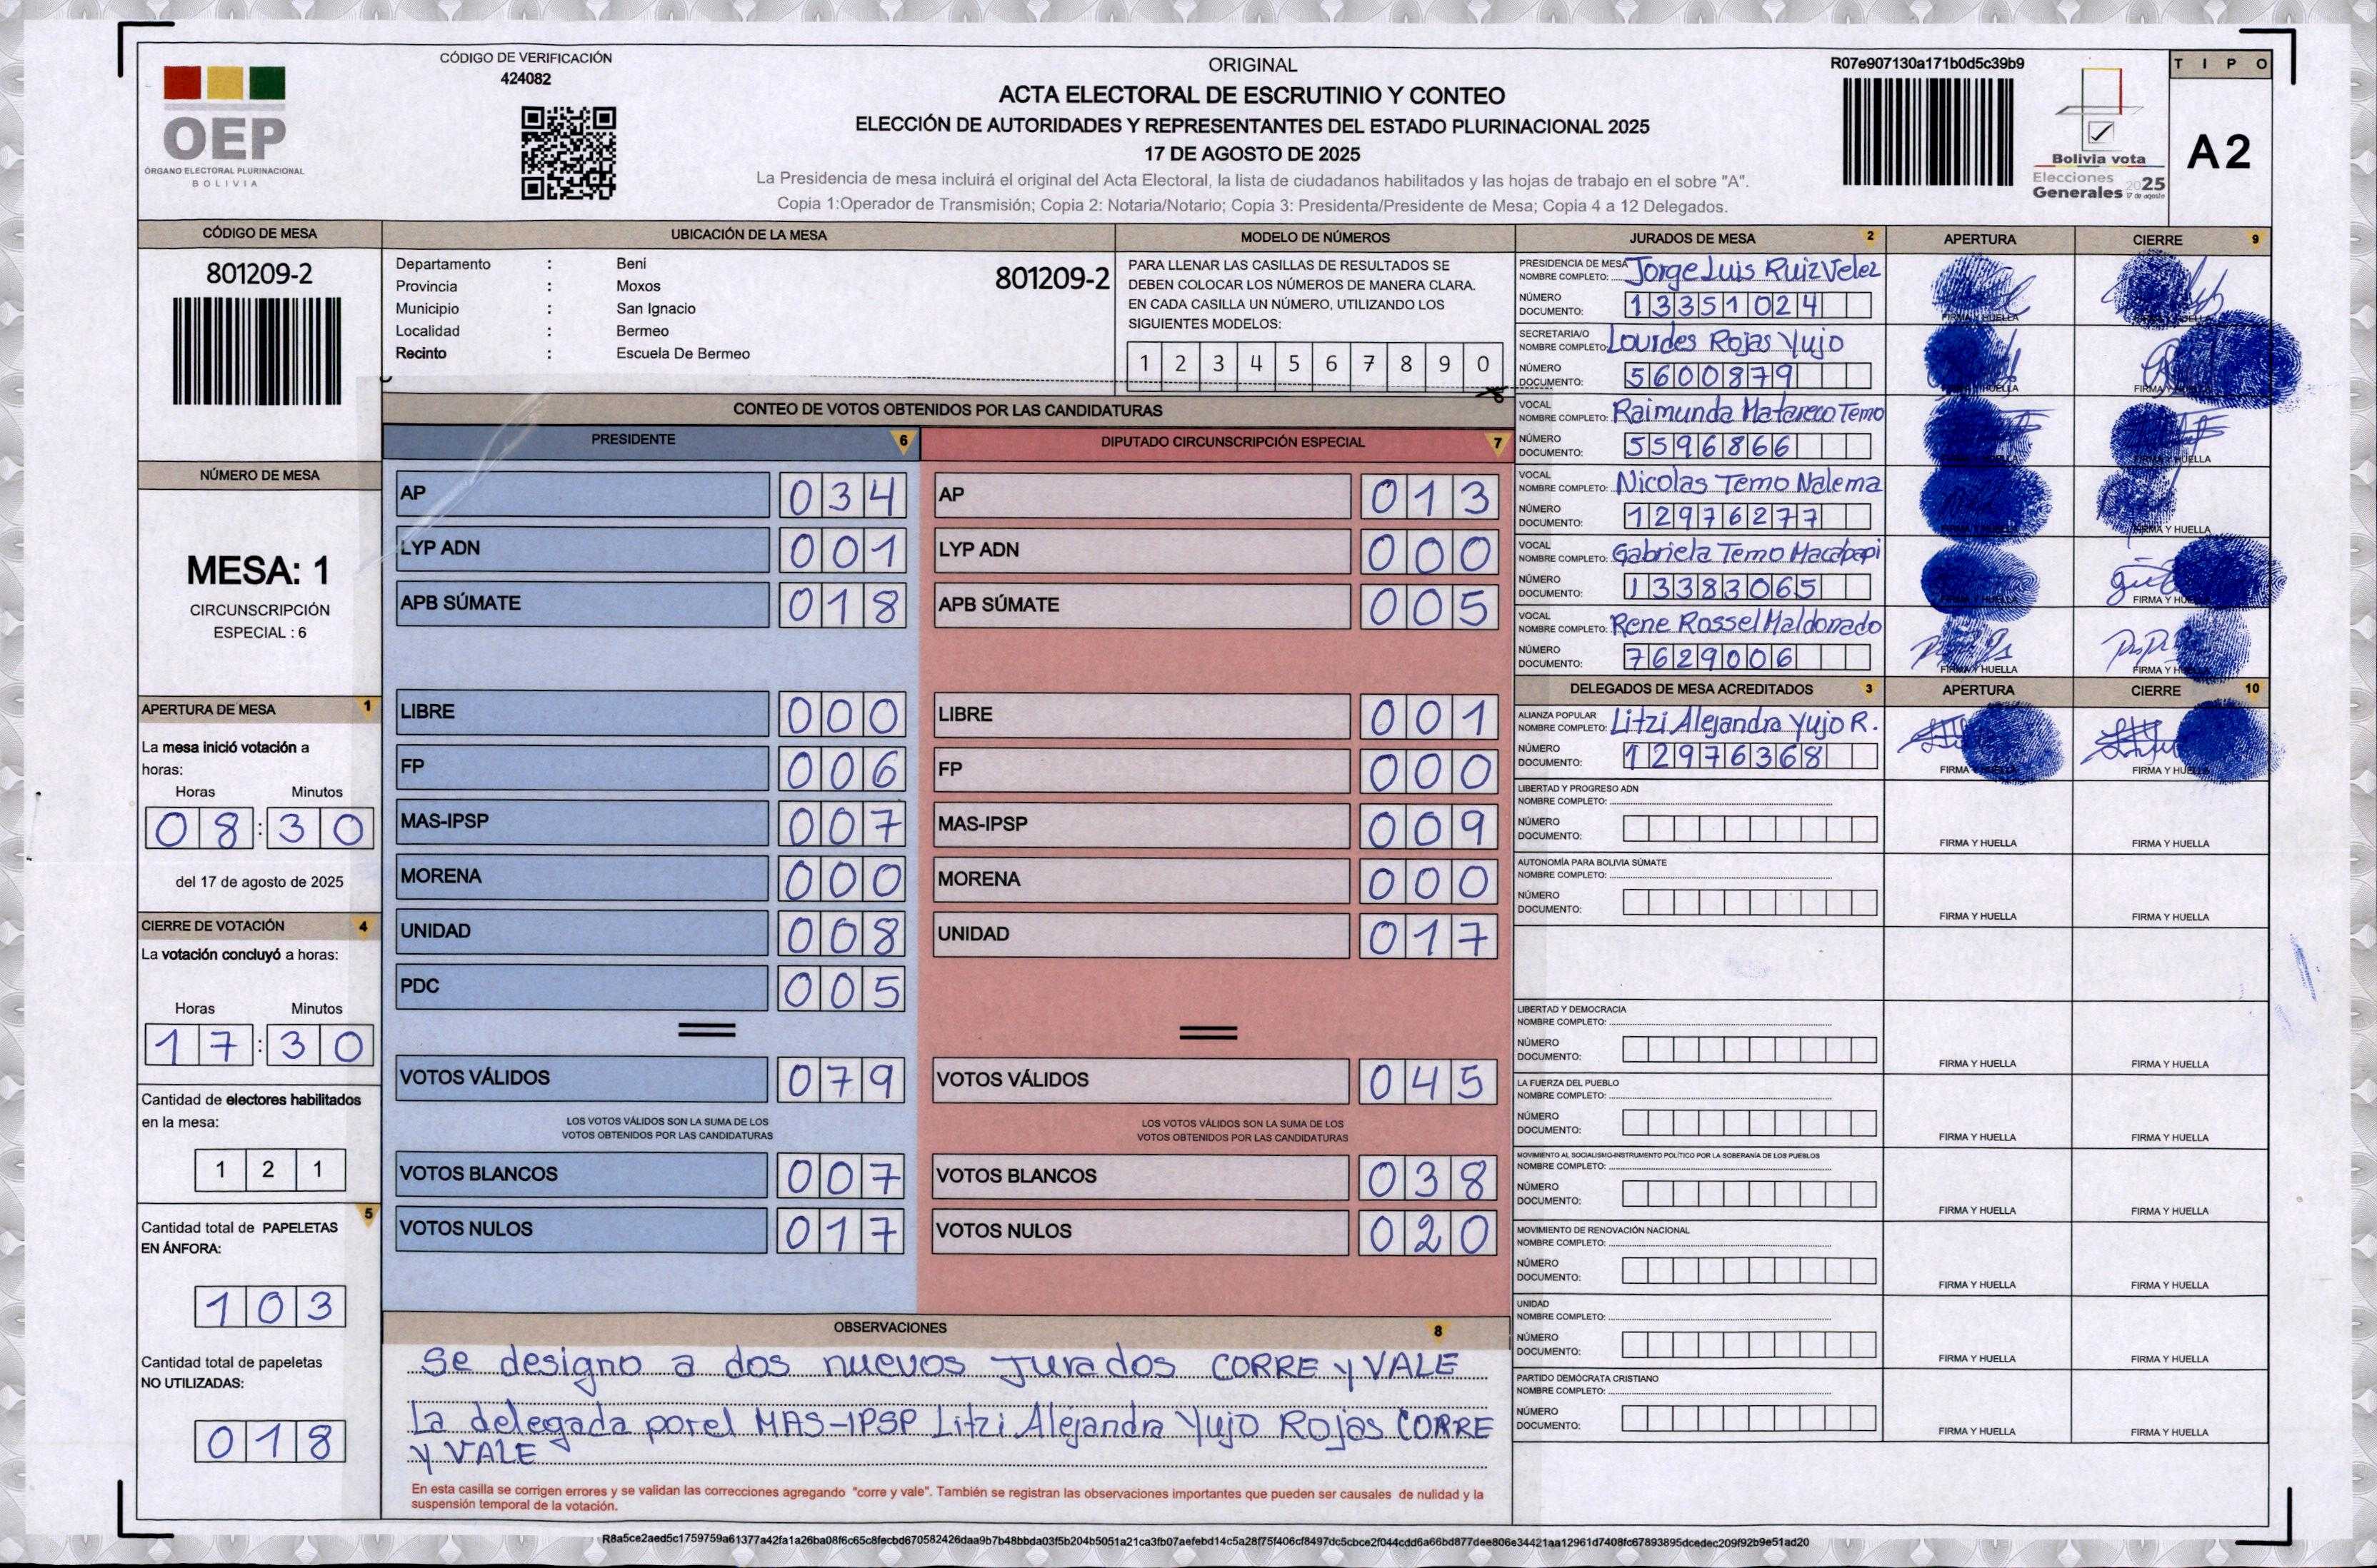 CÓDIGO DE VERIFICACIÓN
424082
OEP
ÓRGANO ELECTORAL PLURINACIONAL
BOLIVIA
ORIGINAL
ACTA ELECTORAL DE ESCRUTINIO Y CONTEO
ELECCIÓN DE AUTORIDADES Y REPRESENTANTES DEL ESTADO PLURINACIONAL 2025
17 DE AGOSTO DE 2025
La Presidencia de mesa incluirá el original del Acta Electoral, la lista de ciudadanos habilitados y las hojas de trabajo en el sobre "A".
Copia 1:Operador de Transmisión; Copia 2: Notaria/Notario; Copia 3: Presidenta/Presidente de Mesa; Copia 4 a 12 Delegados.
R07e907130a171b0d5c39b9
Bolivia vota
Elecciones
Generales 2025
17 de agosto
TIPO
A2
CÓDIGO DE MESA
801209-2
NÚMERO DE MESA
MESA: 1
CIRCUNSCRIPCIÓN
ESPECIAL : 6
APERTURA DE MESA 1
La mesa inició votación a
horas:
Horas Minutos
08:30
del 17 de agosto de 2025
CIERRE DE VOTACIÓN 4
La votación concluyó a horas:
Horas Minutos
17:30
Cantidad de electores habilitados
en la mesa:
121
5
Cantidad total de PAPELETAS
EN ÁNFORA:
103
Cantidad total de papeletas
NO UTILIZADAS:
018
UBICACIÓN DE LA MESA
Departamento : Beni
801209-2
Provincia : Moxos
Municipio : San Ignacio
Localidad : Bermeo
Recinto : Escuela De Bermeo
MODELO DE NÚMEROS
PARA LLENAR LAS CASILLAS DE RESULTADOS SE
DEBEN COLOCAR LOS NÚMEROS DE MANERA CLARA.
EN CADA CASILLA UN NÚMERO, UTILIZANDO LOS
SIGUIENTES MODELOS:
1 2 3 4 5 6 7 8 9 0
CONTEO DE VOTOS OBTENIDOS POR LAS CANDIDATURAS
PRESIDENTE 6
AP 034
LYP ADN 001
APB SÚMATE 018
LIBRE 000
FP 006
MAS-IPSP 007
MORENA 000
UNIDAD 008
PDC 005
VOTOS VÁLIDOS 079
LOS VOTOS VÁLIDOS SON LA SUMA DE LOS
VOTOS OBTENIDOS POR LAS CANDIDATURAS
VOTOS BLANCOS 007
VOTOS NULOS 017
DIPUTADO CIRCUNSCRIPCIÓN ESPECIAL 7
AP 013
LYP ADN 000
APB SÚMATE 005
LIBRE 001
FP 000
MAS-IPSP 009
MORENA 000
UNIDAD 017
VOTOS VÁLIDOS 045
LOS VOTOS VÁLIDOS SON LA SUMA DE LOS
VOTOS OBTENIDOS POR LAS CANDIDATURAS
VOTOS BLANCOS 038
VOTOS NULOS 020
OBSERVACIONES 8
Se designo a dos nuevos Jurados CORRE y VALE
La delegada por el MAS-IPSP Litzi Alejandra Yujo Rojas CORRE
y VALE
En esta casilla se corrigen errores y se validan las correcciones agregando "corre y vale". También se registran las observaciones importantes que pueden ser causales de nulidad y la
suspensión temporal de la votación.
JURADOS DE MESA 2 APERTURA CIERRE 9
PRESIDENCIA DE MESA
NOMBRE COMPLETO: Jorge Luis Ruiz Velez
NÚMERO
DOCUMENTO: 13351024
FIRMA Y HUELLA FIRMA Y HUELLA
SECRETARIA/O
NOMBRE COMPLETO: Lourdes Rojas Yujo
NÚMERO
DOCUMENTO: 5600879
FIRMA Y HUELLA FIRMA Y HUELLA
VOCAL
NOMBRE COMPLETO: Raimunda Matareco Temo
NÚMERO
DOCUMENTO: 5596866
FIRMA Y HUELLA FIRMA Y HUELLA
VOCAL
NOMBRE COMPLETO: Nicolas Temo Nalema
NÚMERO
DOCUMENTO: 12976277
FIRMA Y HUELLA FIRMA Y HUELLA
VOCAL
NOMBRE COMPLETO: Gabriela Temo Macapapi
NÚMERO
DOCUMENTO: 13383065
FIRMA Y HUELLA FIRMA Y HUELLA
VOCAL
NOMBRE COMPLETO: Rene Rossel Maldonado
NÚMERO
DOCUMENTO: 7629006
FIRMA Y HUELLA FIRMA Y HUELLA
DELEGADOS DE MESA ACREDITADOS 3 APERTURA CIERRE 10
ALIANZA POPULAR
NOMBRE COMPLETO: Litzi Alejandra Yujo R.
NÚMERO
DOCUMENTO: 12976368
FIRMA Y HUELLA FIRMA Y HUELLA
LIBERTAD Y PROGRESO ADN
NOMBRE COMPLETO:
NÚMERO
DOCUMENTO:
FIRMA Y HUELLA FIRMA Y HUELLA
AUTONOMÍA PARA BOLIVIA SÚMATE
NOMBRE COMPLETO:
NÚMERO
DOCUMENTO:
FIRMA Y HUELLA FIRMA Y HUELLA
LIBERTAD Y DEMOCRACIA
NOMBRE COMPLETO:
NÚMERO
DOCUMENTO:
FIRMA Y HUELLA FIRMA Y HUELLA
LA FUERZA DEL PUEBLO
NOMBRE COMPLETO:
NÚMERO
DOCUMENTO:
FIRMA Y HUELLA FIRMA Y HUELLA
MOVIMIENTO AL SOCIALISMO-INSTRUMENTO POLÍTICO POR LA SOBERANÍA DE LOS PUEBLOS
NOMBRE COMPLETO:
NÚMERO
DOCUMENTO:
FIRMA Y HUELLA FIRMA Y HUELLA
MOVIMIENTO DE RENOVACIÓN NACIONAL
NOMBRE COMPLETO:
NÚMERO
DOCUMENTO:
FIRMA Y HUELLA FIRMA Y HUELLA
UNIDAD
NOMBRE COMPLETO:
NÚMERO
DOCUMENTO:
FIRMA Y HUELLA FIRMA Y HUELLA
PARTIDO DEMÓCRATA CRISTIANO
NOMBRE COMPLETO:
NÚMERO
DOCUMENTO:
FIRMA Y HUELLA FIRMA Y HUELLA